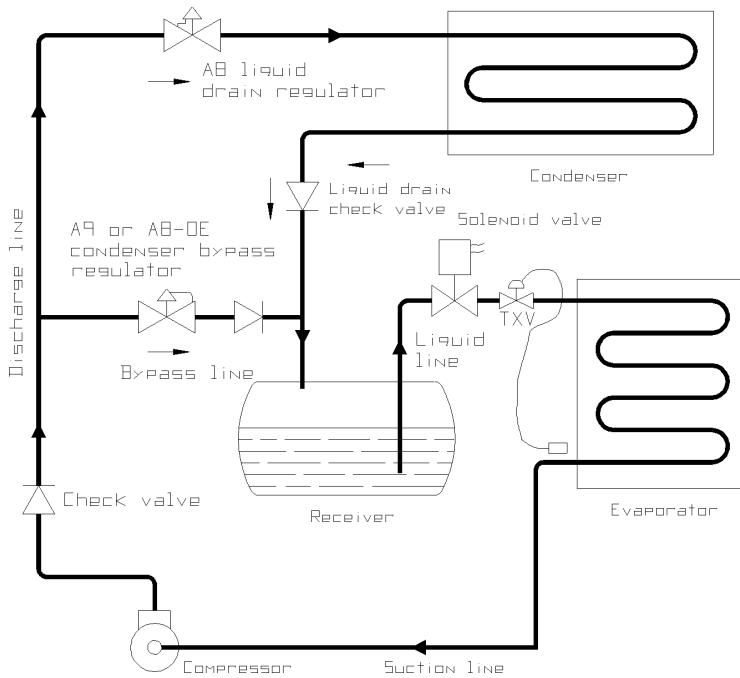 A8 liquid
drain regulator
Condenser
Liquid drain
check valve
Solenoid valve
A9 or A8-OE
condenser bypass
regulator
Discharge line
TXV
Liquid
line
Bypass line
Check valve
Receiver
Evaporator
Compressor
Suction line